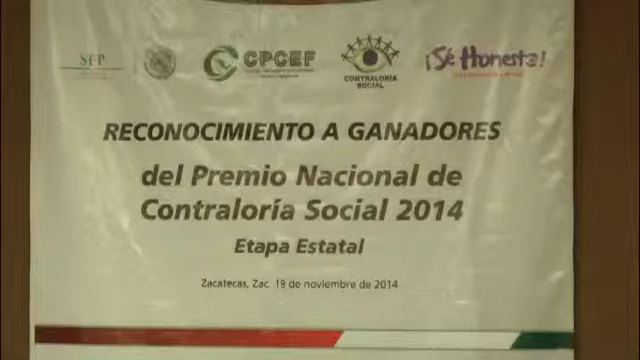 SEP
CPCEF
CONTRALORÍA
SOCIAL
¡Sé Honesto!
RECONOCIMIENTO A GANADORES
del Premio Nacional de
Contraloría Social 2014
Etapa Estatal
Zacatecas, Zac. 19 de noviembre de 2014